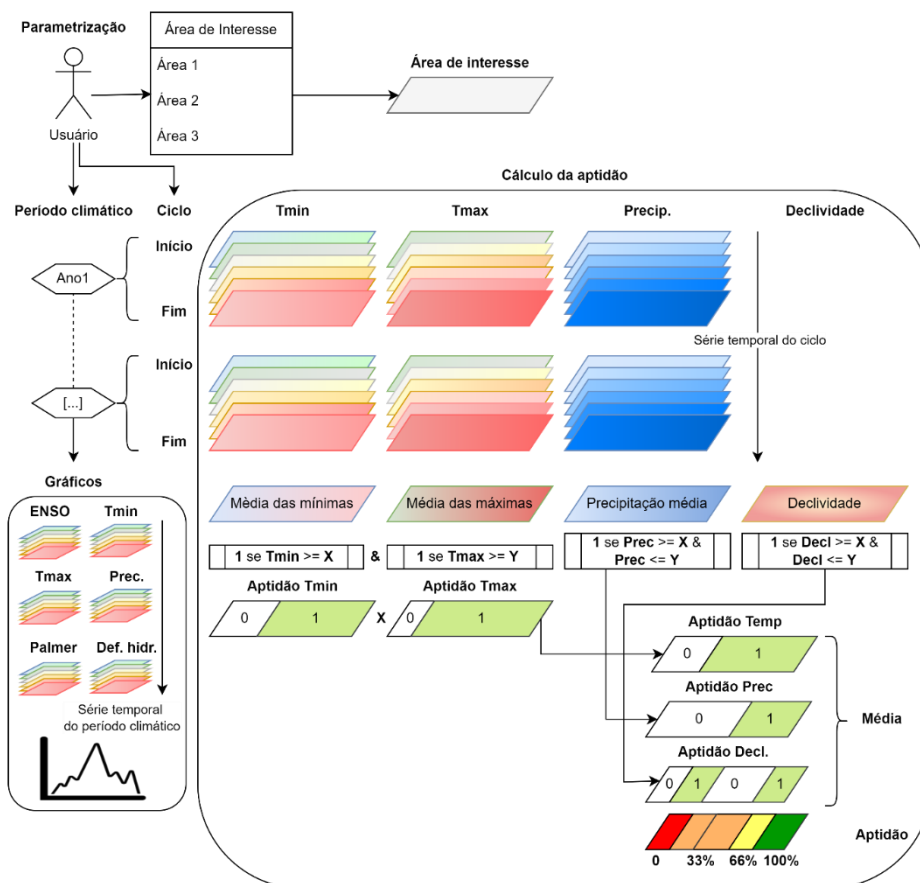 Parametrização
Área de Interesse
Área 1
Área 2
Área 3
Usuário
Área de interesse
Cálculo da aptidão
Período climático
Ciclo
Tmin
Tmax
Precip.
Declividade
Início
Ano1
Fim
Série temporal do ciclo
Início
[...]
Fim
Gráficos
ENSO
Tmin
Tmax
Prec.
Palmer
Def. hidr.
Série temporal
do período climático
Mèdia das mínimas
Média das máximas
Precipitação média
Declividade
1 se Tmin >= X
&
1 se Tmax >= Y
1 se Prec >= X &
Prec <= Y
1 se Decl >= X &
Decl <= Y
Aptidão Tmin
0 1
X
Aptidão Tmax
0 1
Aptidão Temp
0 1
Aptidão Prec
0 1
Média
Aptidão Decl.
0 1 0 1
Aptidão
0 33% 66% 100%